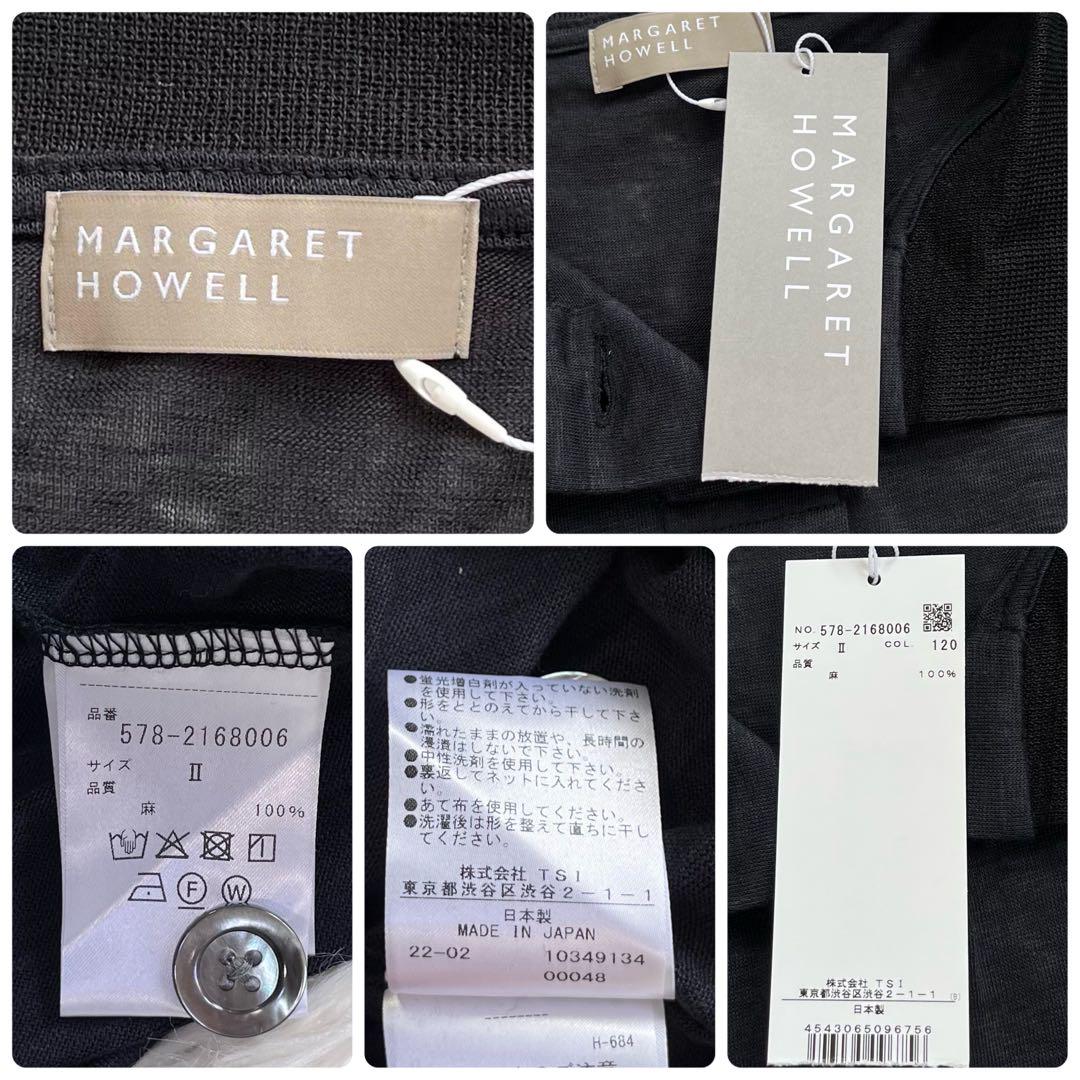 MARGARET
HOWELL
MARGARET
HOWELL
MARGARET
HOWELL
品番
578-2168006
サイズ Ⅱ
品質
麻 100%
F W
●蛍光増白剤が入っていない洗剤
を使用して下さい。
●形をととのえてから干して下さ
い。
●濡れたままの放置や、長時間の
浸漬はしないで下さい。
●中性洗剤を使用して下さい。
●裏返してネットに入れてくださ
い。
●あて布を使用してください。
●洗濯後は形を整えて直ちに干し
てください。
株式会社 TSI
東京都渋谷区渋谷2-1-1
日本製
MADE IN JAPAN
22-02 10349134
00048
H-684
NO. 578-2168006
サイズ Ⅱ COL. 120
品質
麻 100%
株式会社 TSI
東京都渋谷区渋谷2-1-1
日本製
4543065096756